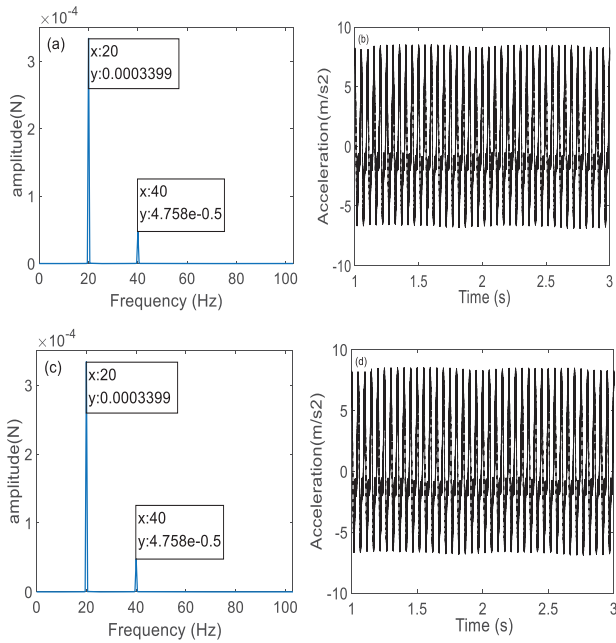 ×10⁻⁴
(a)
x:20
y:0.0003399
x:40
y:4.758e-0.5
3
2
1
0
0 20 40 60 80 100
amplitude(N)
Frequency (Hz)
(b)
10
5
0
-5
-10
1 1.5 2 2.5 3
Acceleration(m/s2)
Time (s)
×10⁻⁴
(c)
x:20
y:0.0003399
x:40
y:4.758e-0.5
3
2
1
0
0 20 40 60 80 100
amplitude(N)
Frequency (Hz)
(d)
10
5
0
-5
-10
1 1.5 2 2.5 3
Acceleration(m/s2)
Time (s)